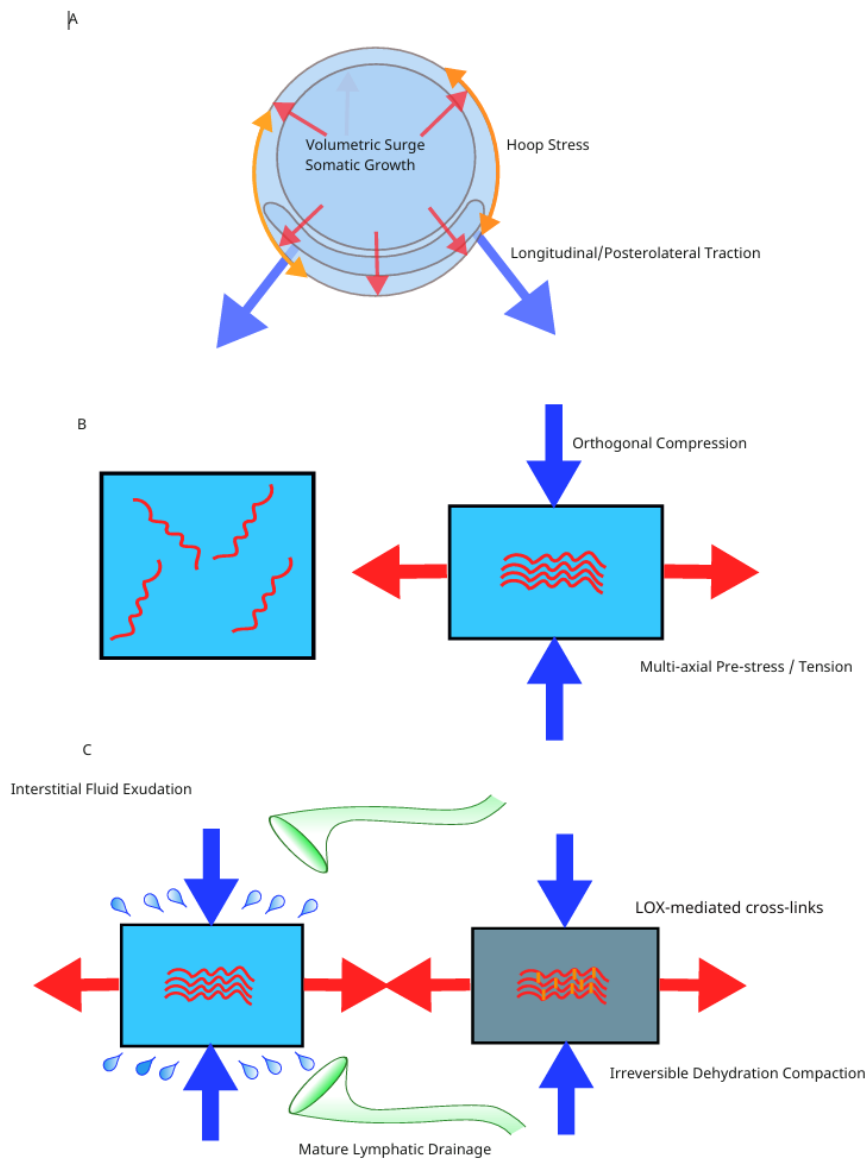 A
Volumetric Surge
Somatic Growth
Hoop Stress
Longitudinal/Posterolateral Traction
B
Orthogonal Compression
Multi-axial Pre-stress / Tension
C
Interstitial Fluid Exudation
LOX-mediated cross-links
Irreversible Dehydration Compaction
Mature Lymphatic Drainage